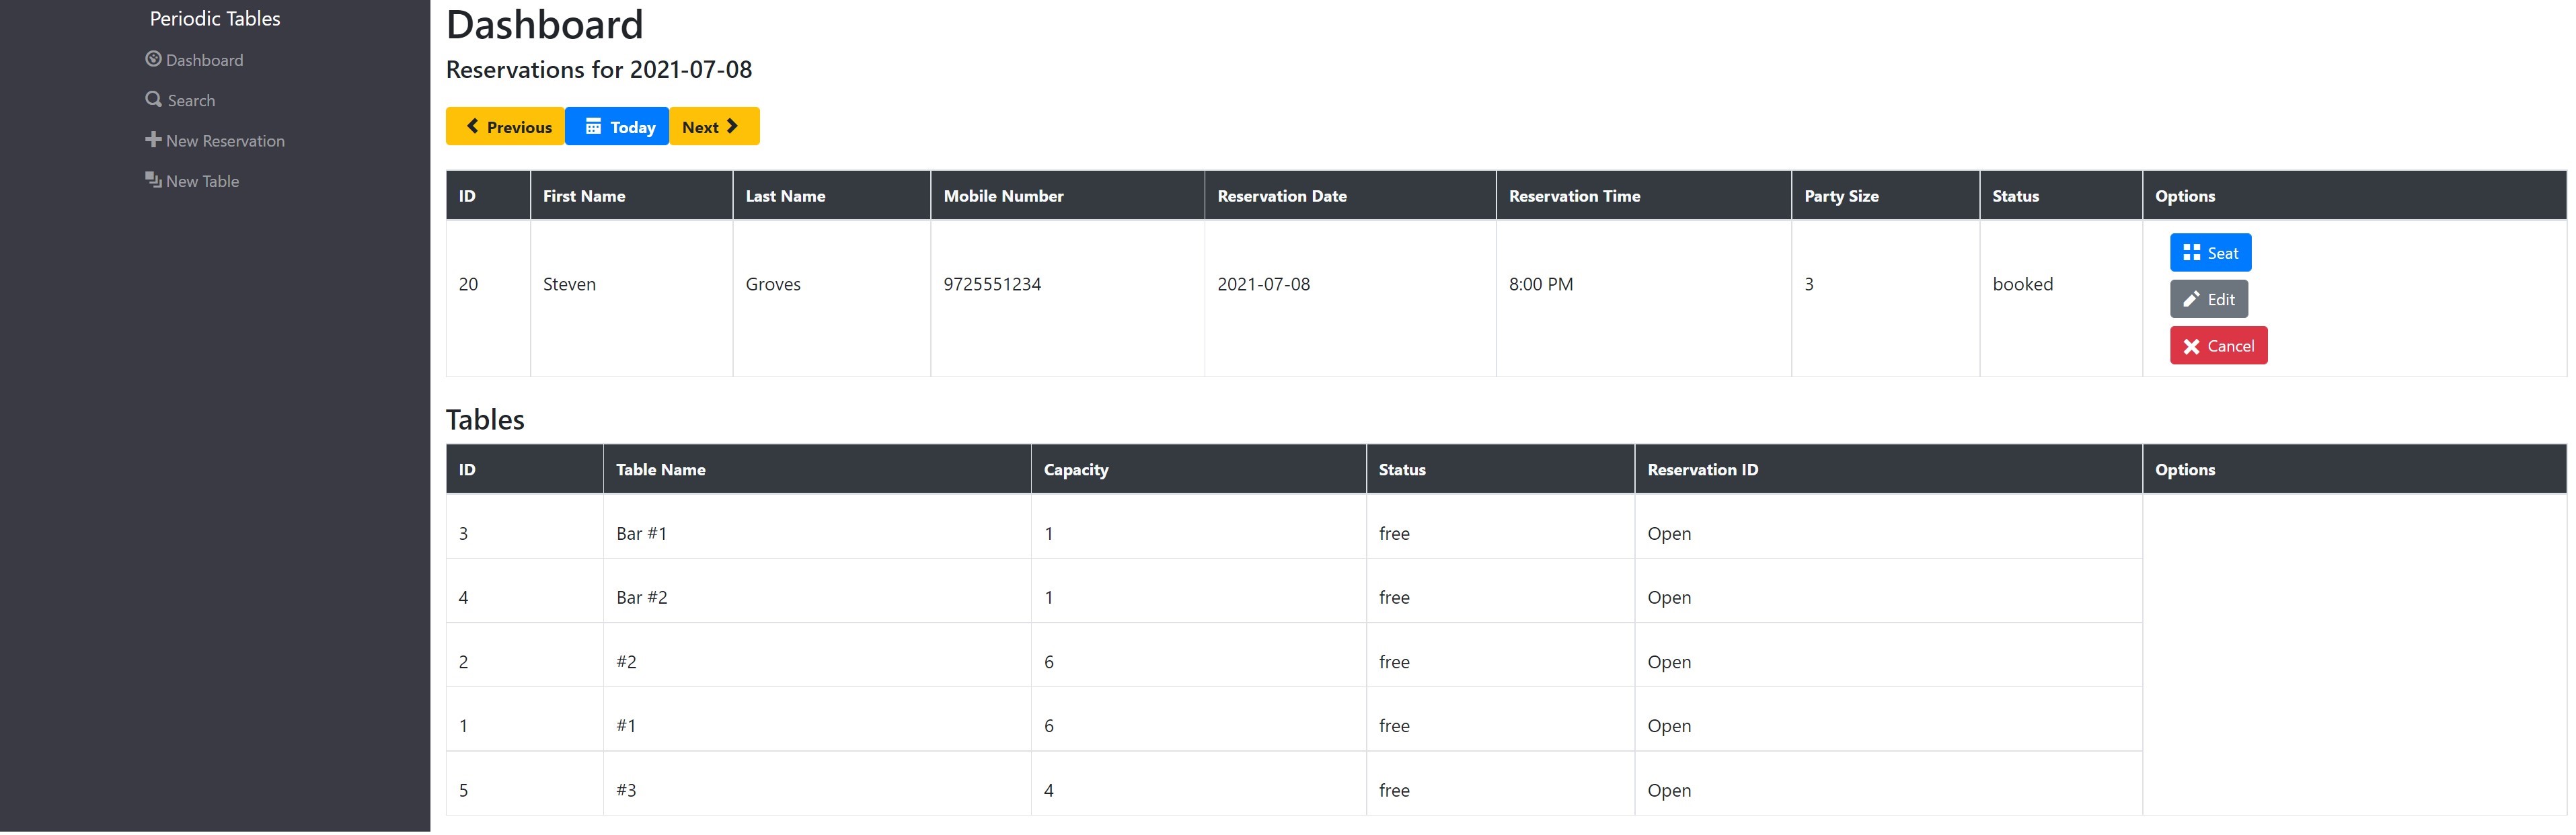 Periodic Tables
Dashboard
Search
New Reservation
New Table
Dashboard
Reservations for 2021-07-08
Previous Today Next
ID First Name Last Name Mobile Number Reservation Date Reservation Time Party Size Status Options
20 Steven Groves 9725551234 2021-07-08 8:00 PM 3 booked
Seat
Edit
Cancel
Tables
ID Table Name Capacity Status Reservation ID Options
3 Bar #1 1 free Open
4 Bar #2 1 free Open
2 #2 6 free Open
1 #1 6 free Open
5 #3 4 free Open